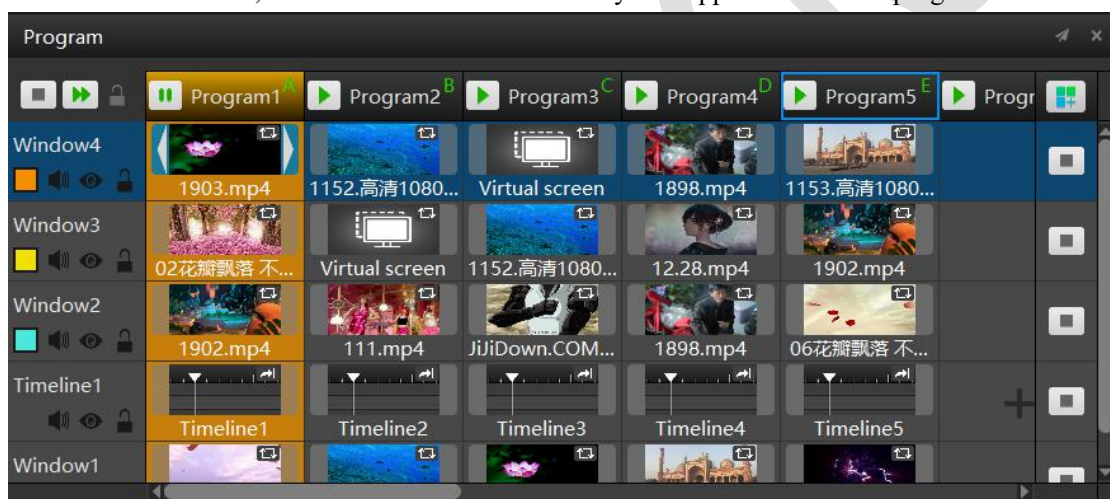 Program
Program1 A Program2 B Program3 C Program4 D Program5 E Progr
Window4
1903.mp4 1152.高清1080... Virtual screen 1898.mp4 1153.高清1080...
Window3
02花瓣飘落 不... Virtual screen 1152.高清1080... 12.28.mp4 1902.mp4
Window2
1902.mp4 111.mp4 JiJiDown.COM... 1898.mp4 06花瓣飘落 不...
Timeline1
Timeline1 Timeline2 Timeline3 Timeline4 Timeline5
Window1